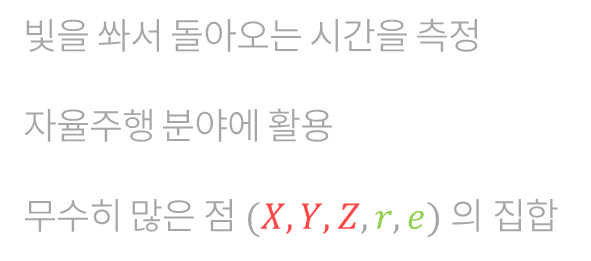 빛을 쏴서 돌아오는 시간을 측정
자율주행 분야에 활용
무수히 많은 점 (X, Y, Z, r, e) 의 집합